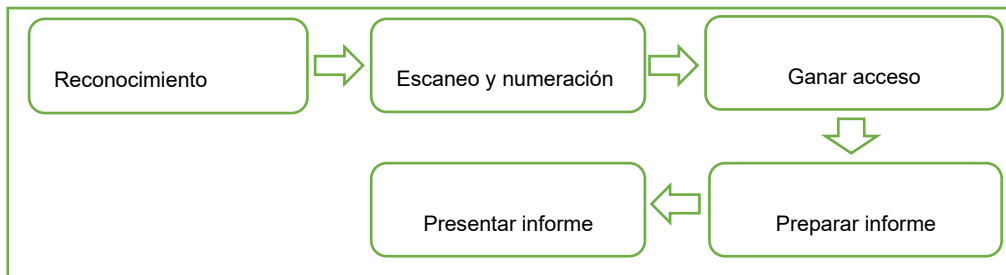 Reconocimiento
Escaneo y numeración
Ganar acceso
Preparar informe
Presentar informe